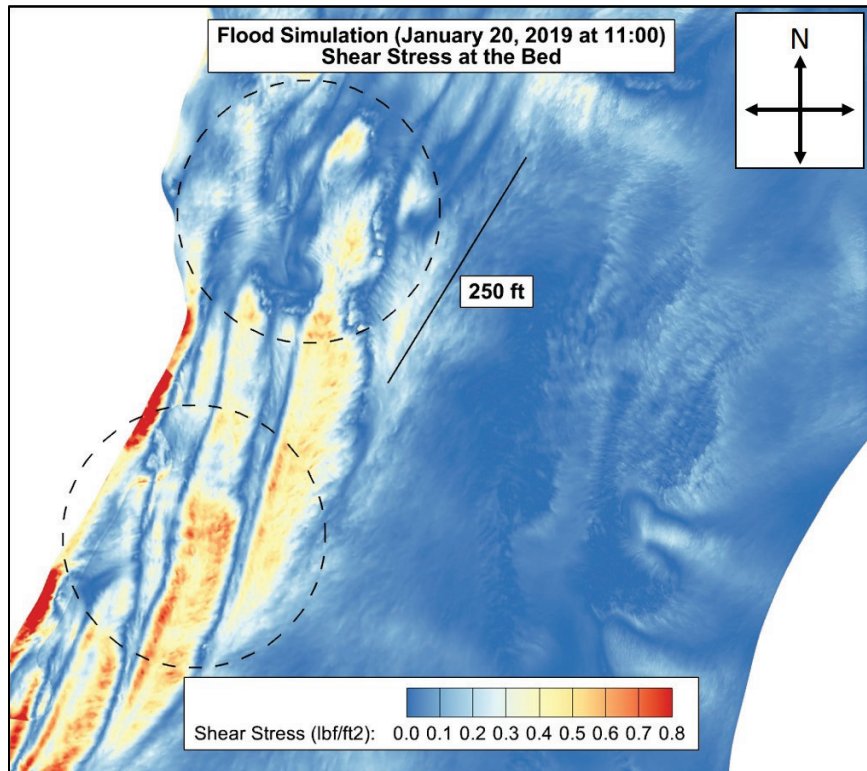 Flood Simulation (January 20, 2019 at 11:00)
Shear Stress at the Bed
N
250 ft
Shear Stress (lbf/ft2):
0.0 0.1 0.2 0.3 0.4 0.5 0.6 0.7 0.8